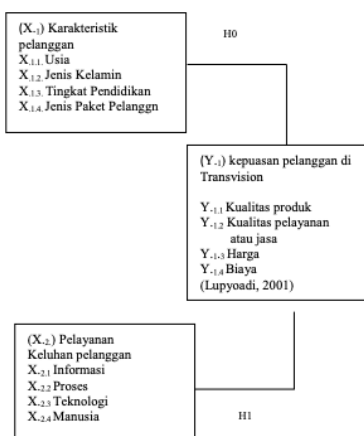 (X.1) Karakteristik
pelanggan
X.1.1. Usia
X.1.2. Jenis Kelamin
X.1.3. Tingkat Pendidikan
X.1.4. Jenis Paket Pelanggn
H0
(Y.1) kepuasan pelanggan di
Transvision
Y.1.1 Kualitas produk
Y.1.2 Kualitas pelayanan
atau jasa
Y.1.3 Harga
Y.1.4 Biaya
(Lupyoadi, 2001)
(X.2.) Pelayanan
Keluhan pelanggan
X.2.1 Informasi
X.2.2 Proses
X.2.3 Teknologi
X.2.4 Manusia
H1